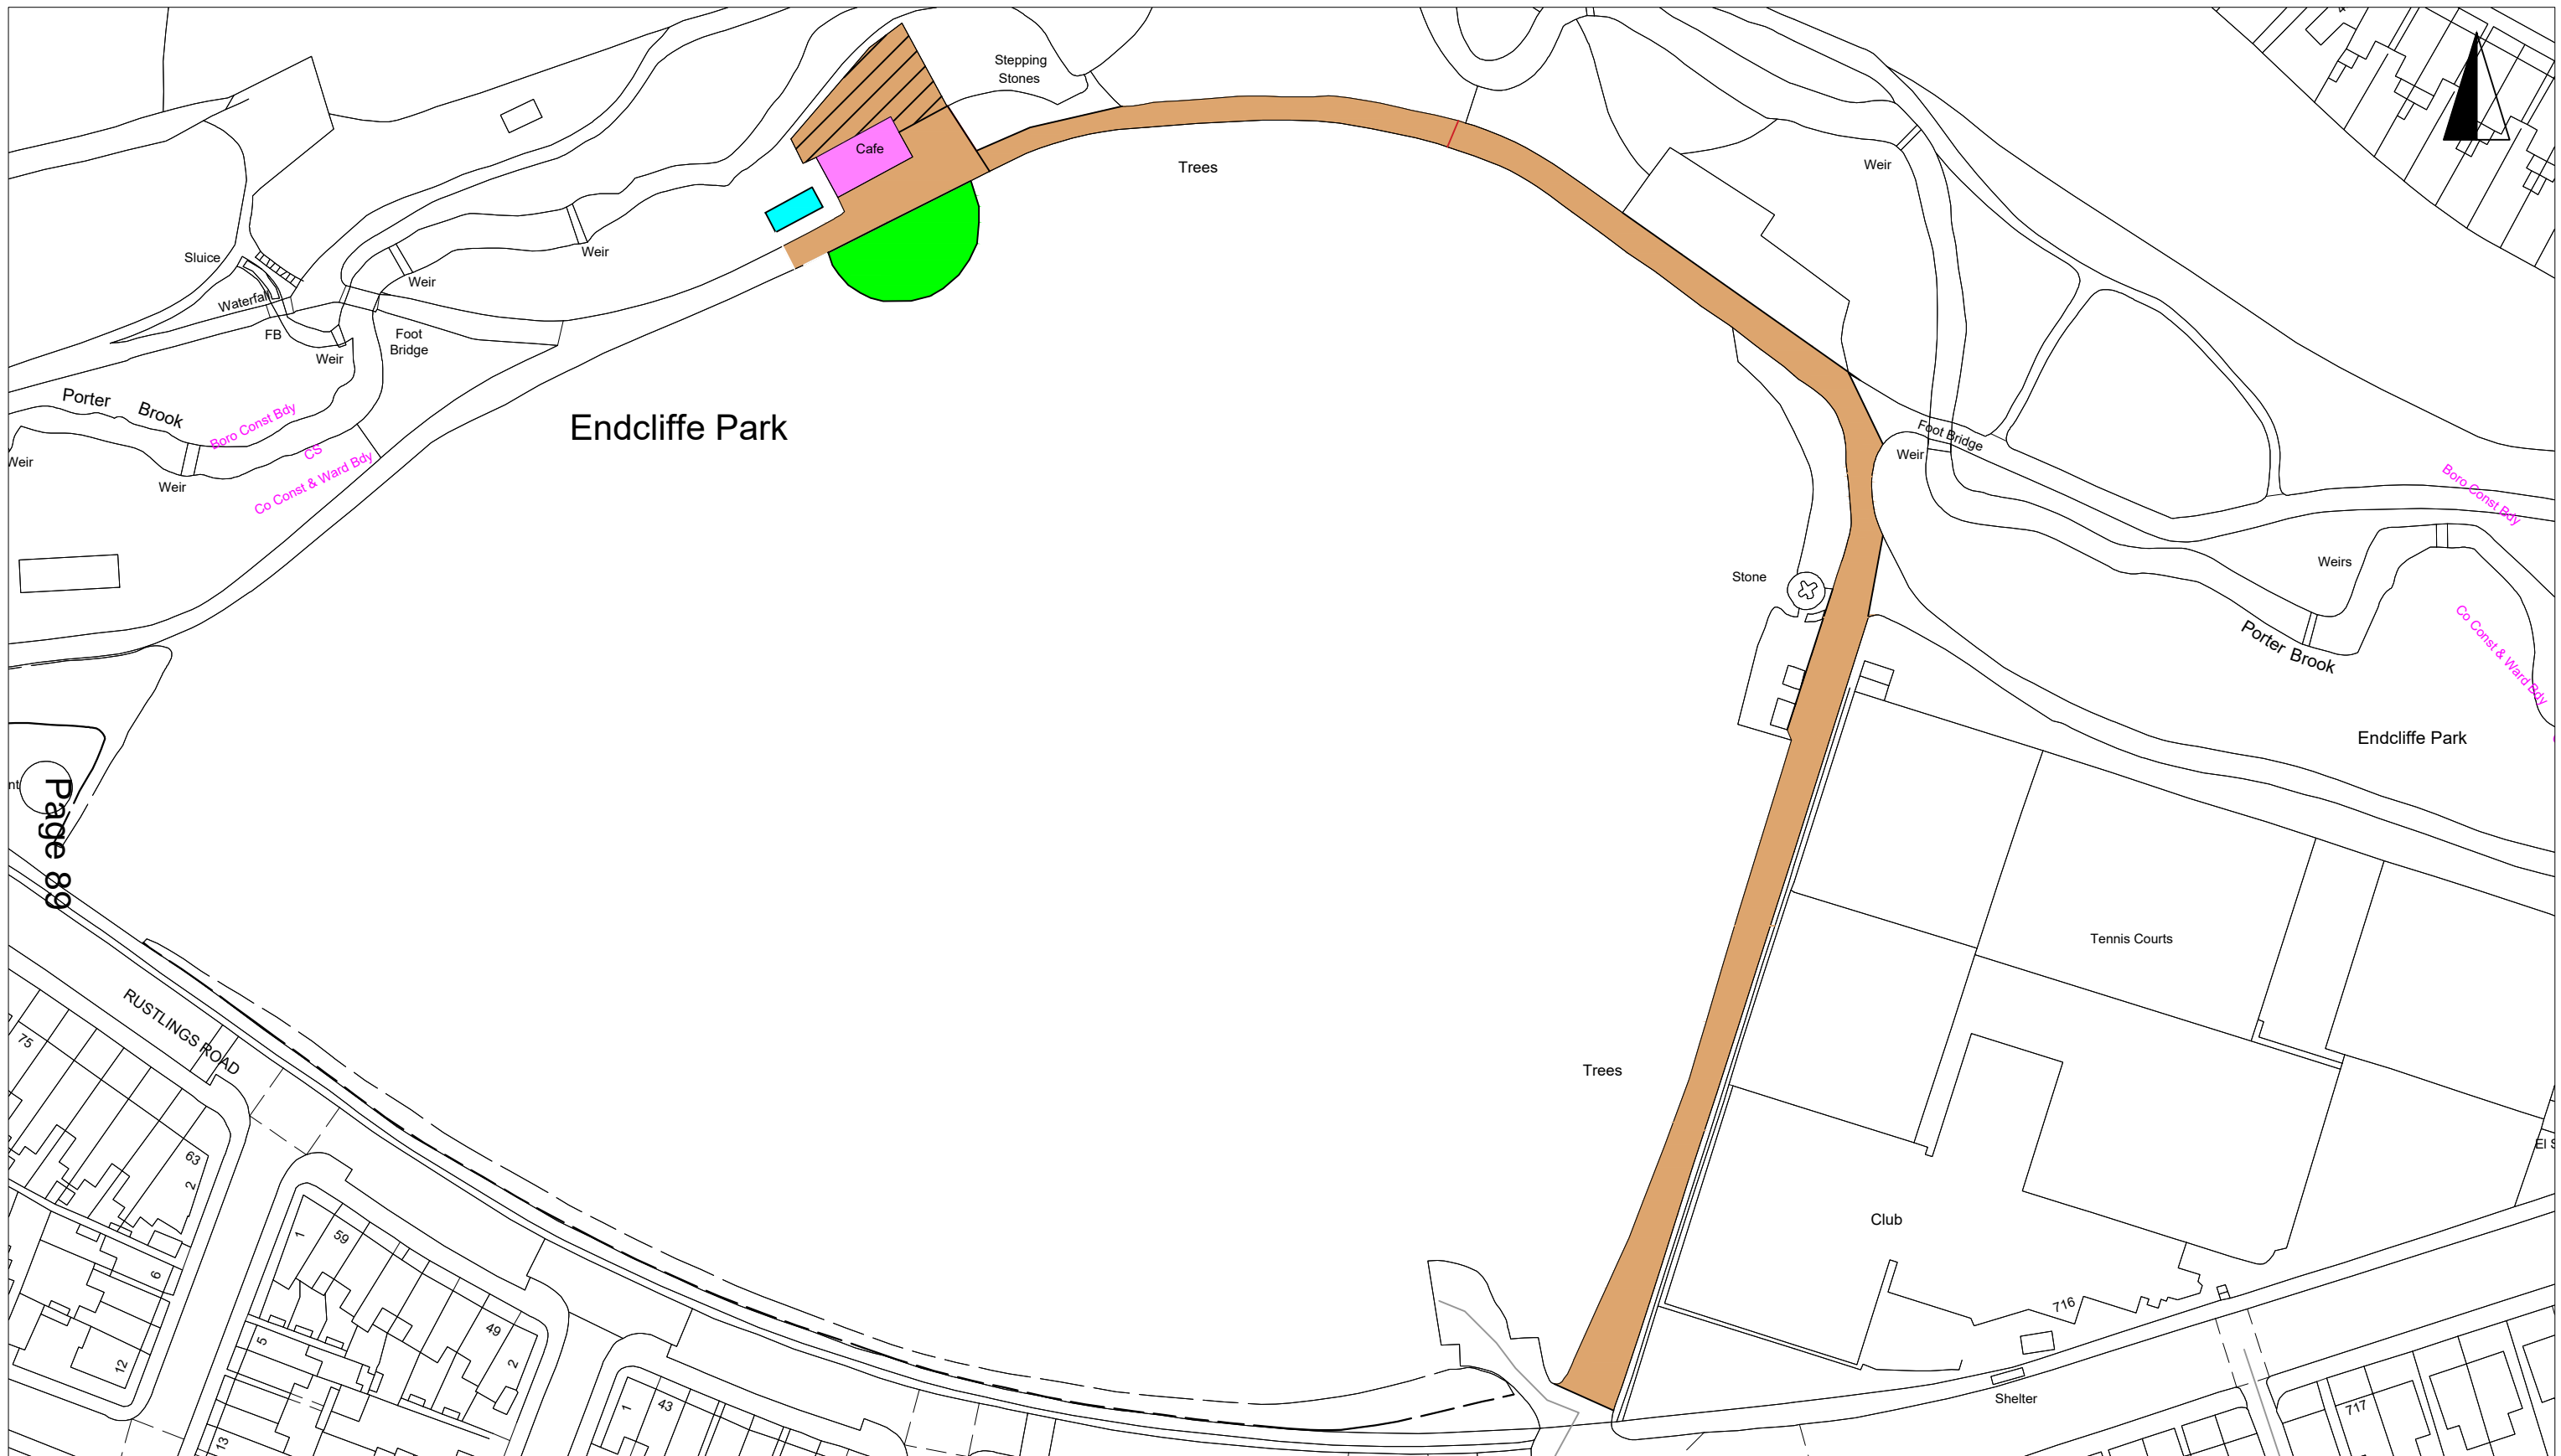 Stepping
Stones
Cafe
Trees
Weir
Sluice
Weir
Weir
Waterfall
FB
Foot
Bridge
Weir
Porter Brook
Boro Const Bdy
CS
Co Const & Ward Bdy
Weir
Weir
Endcliffe Park
Foot Bridge
Weir
Boro Const Bdy
Weirs
Stone
Porter Brook
Co Const & Ward Bdy
Endcliffe Park
Page 89
Tennis Courts
RUSTLINGS ROAD
75
63
2
Trees
Club
1
59
6
49
2
5
12
13
1
43
716
Shelter
717